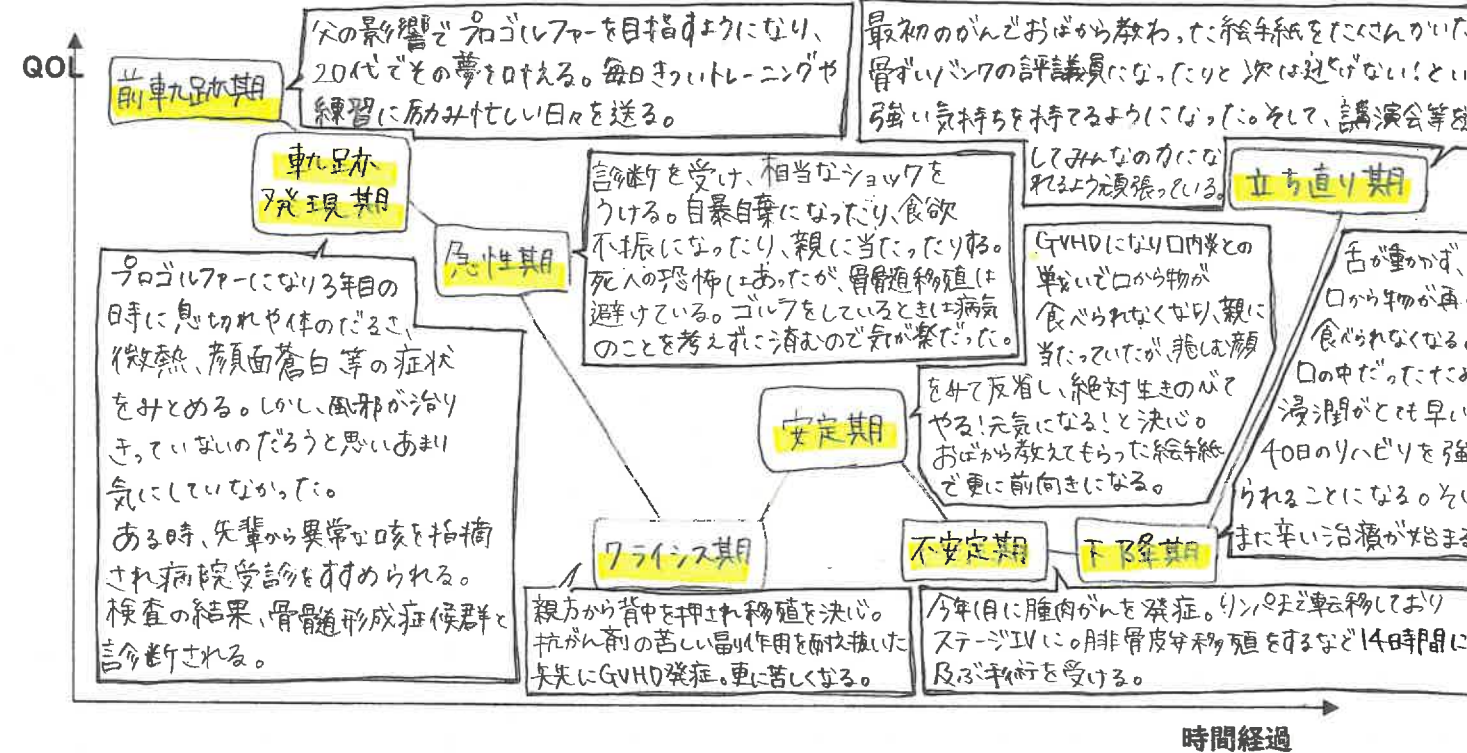 QOL
前軌跡期
父の影響でプロゴルファーを目指すようになり、
20代でその夢を叶える。毎日きついトレーニングや
練習に励み忙しい日々を送る。
最初のがんでおばから教わった絵手紙をたくさんかいた
骨ずいバンクの評議員になったりと次は逃げない!とい
強い気持ちを持てるようになった。そして、講演会等を
してみんなの力にな
れるよう頑張っている。
立ち直り期
軌跡
発現期
プロゴルファーになり3年目の
時に息切れや体のだるさ、
微熱、顔面蒼白等の症状
をみとめる。しかし、風邪が治り
きっていないのだろうと思いあまり
気にしていなかった。
ある時、先輩から異常な咳を指摘
され病院受診をすすめられる。
検査の結果、骨髄形成症候群と
診断される。
急性期
診断を受け、相当なショックを
うける。自暴自棄になったり、食欲
不振になったり、親に当たったりする。
死への恐怖はあったが、骨髄移殖は
避けている。ゴルフをしているときは病気
のことを考えずに済むので気が楽だった。
クライシス期
親方から背中を押され移殖を決心。
抗がん剤の苦しい副作用を耐え抜いた
矢先にGVHD発症。更に苦しくなる。
安定期
GVHDになり口内炎との
戦いで口から物が
食べられなくなり、親に
当たっていたが、悲しむ顔
をみて反省し、絶対生きのびて
やる!元気になる!と決心。
おばから教えてもらった絵手紙
で更に前向きになる。
不安定期
今年1月に腫肉がんを発症。リンパまで転移しており
ステージIVに。腓骨皮弁移殖をするなど14時間に
及ぶ手術を受ける。
下降期
舌が動かず、
口から物が再
食べられなくなる。
口の中だったため
浸潤がとても早い
40日のリハビリを強
られることになる。そし
また辛い治療が始まる
時間経過